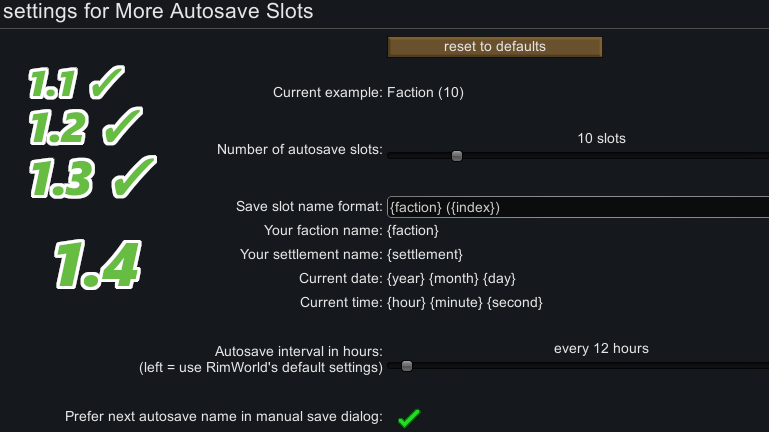 settings for More Autosave Slots
reset to defaults
1.1 ✓
Current example: Faction (10)
1.2 ✓
10 slots
Number of autosave slots:
1.3 ✓
Save slot name format: {faction} ({index})
Your faction name: {faction}
Your settlement name: {settlement}
1.4
Current date: {year} {month} {day}
Current time: {hour} {minute} {second}
every 12 hours
Autosave interval in hours:
(left = use RimWorld's default settings)
Prefer next autosave name in manual save dialog: